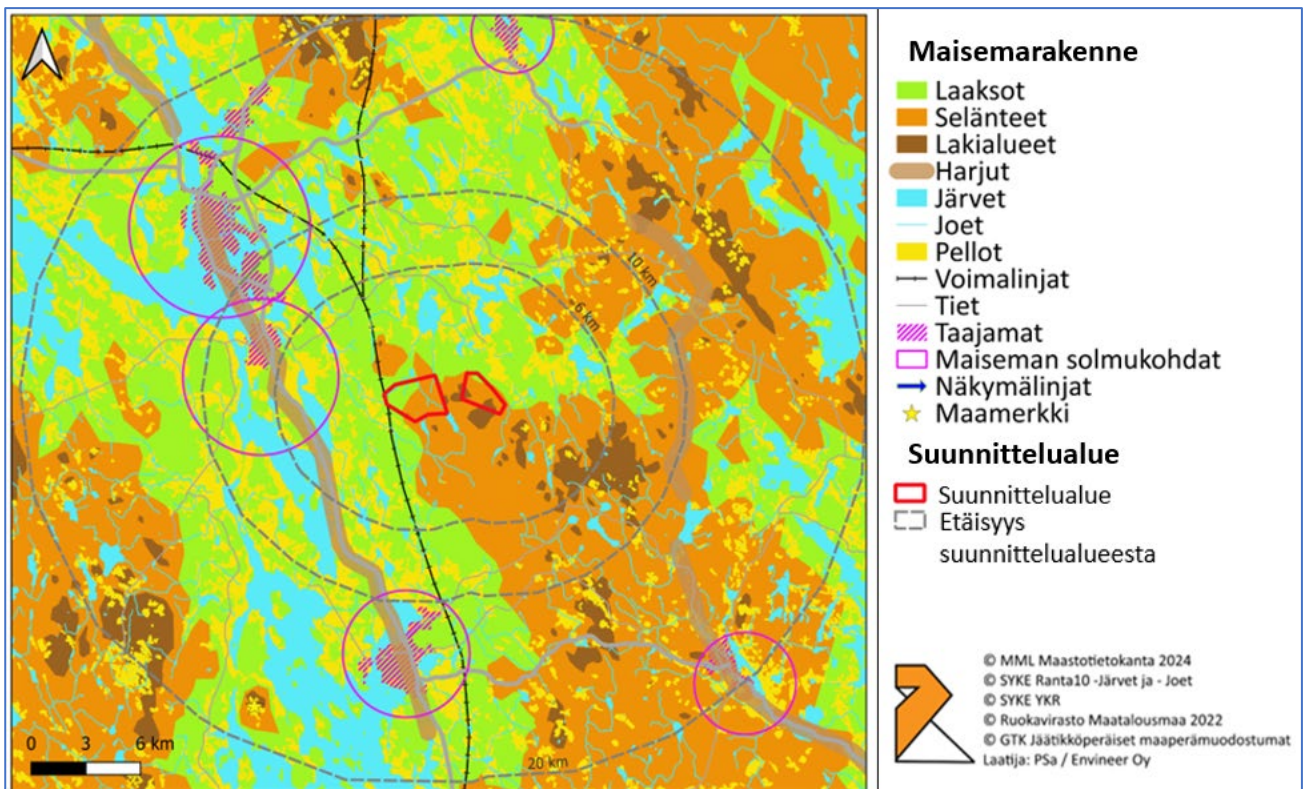 10 km
6 km
20 km
0 3 6 km
Maisemarakenne
Laaksot
Selänteet
Lakialueet
Harjut
Järvet
Joet
Pellot
Voimalinjat
Tiet
Taajamat
Maiseman solmukohdat
Näkymälinjat
Maamerkki
Suunnittelualue
Suunnittelualue
Etäisyys
suunnittelualueesta
© MML Maastotietokanta 2024
© SYKE Ranta10 -Järvet ja - Joet
© SYKE YKR
© Ruokavirasto Maatalousmaa 2022
© GTK Jäätikköperäiset maaperämuodostumat
Laatija: PSa / Envineer Oy